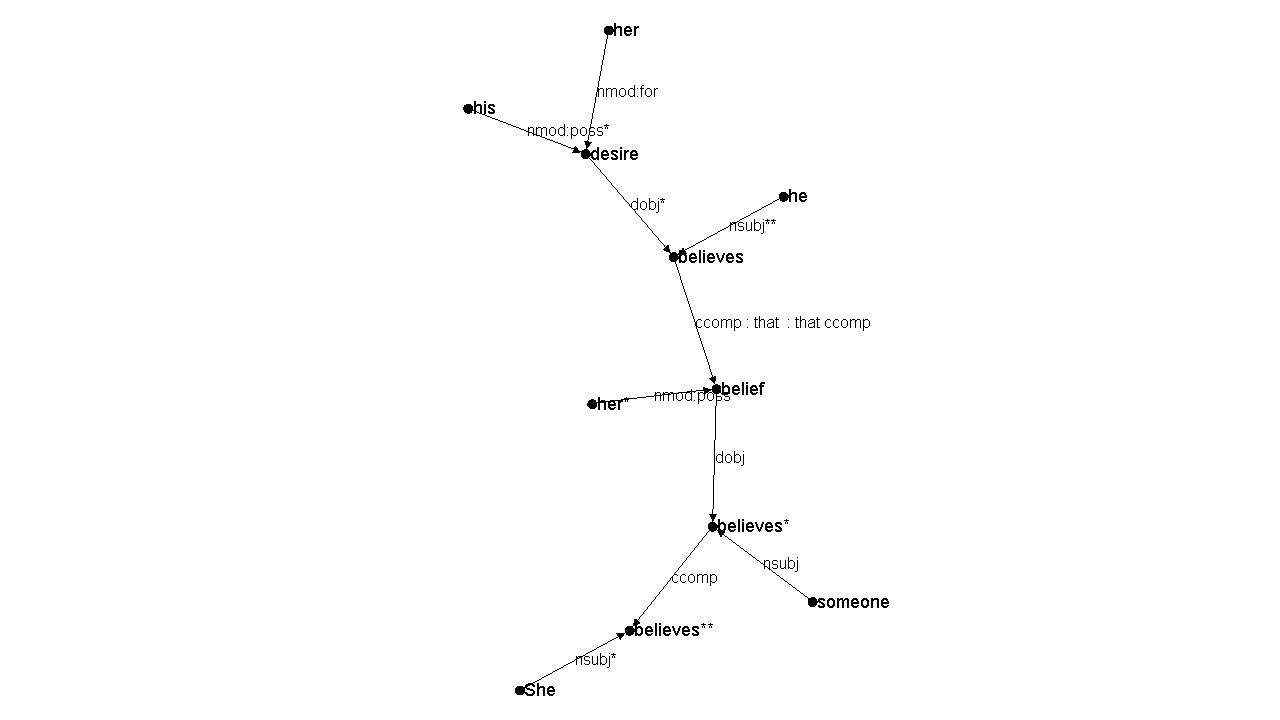 her
nmod:for
his
nmod:poss*
desire
he
dobj*
nsubj**
believes
ccomp : that : that ccomp
belief
nmod:poss
her*
dobj
believes*
nsubj
ccomp
someone
believes**
nsubj*
She